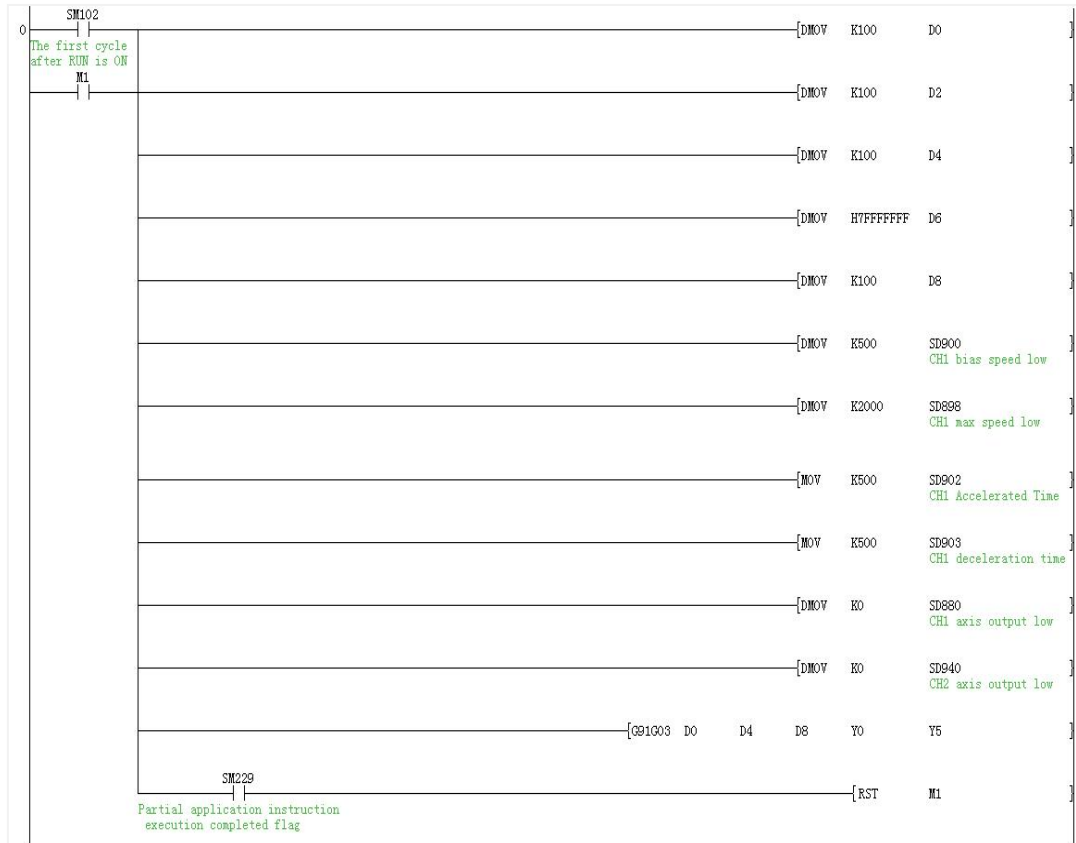 SM102
0 [DMOV K100 D0 ]
The first cycle
after RUN is ON
M1
[DMOV K100 D2 ]
[DMOV K100 D4 ]
[DMOV H7FFFFFFF D6 ]
[DMOV K100 D8 ]
[DMOV K500 SD900 ]
CH1 bias speed low
[DMOV K2000 SD898 ]
CH1 max speed low
[MOV K500 SD902 ]
CH1 Accelerated Time
[MOV K500 SD903 ]
CH1 deceleration time
[DMOV K0 SD880 ]
CH1 axis output low
[DMOV K0 SD940 ]
CH2 axis output low
[G91G03 D0 D4 D8 Y0 Y5 ]
SM229
[RST M1 ]
Partial application instruction
execution completed flag